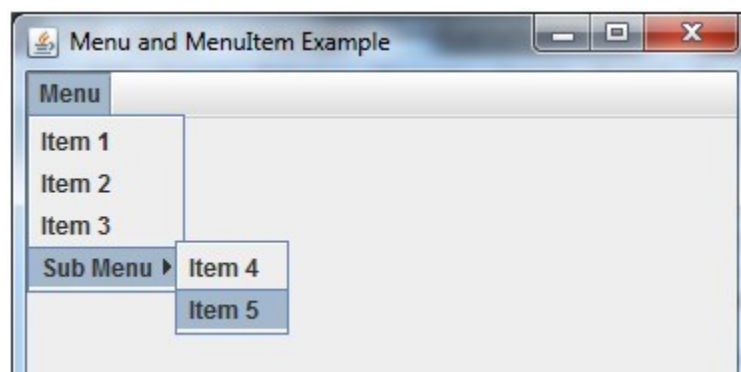 Menu and MenuItem Example
Menu
Item 1
Item 2
Item 3
Sub Menu
Item 4
Item 5